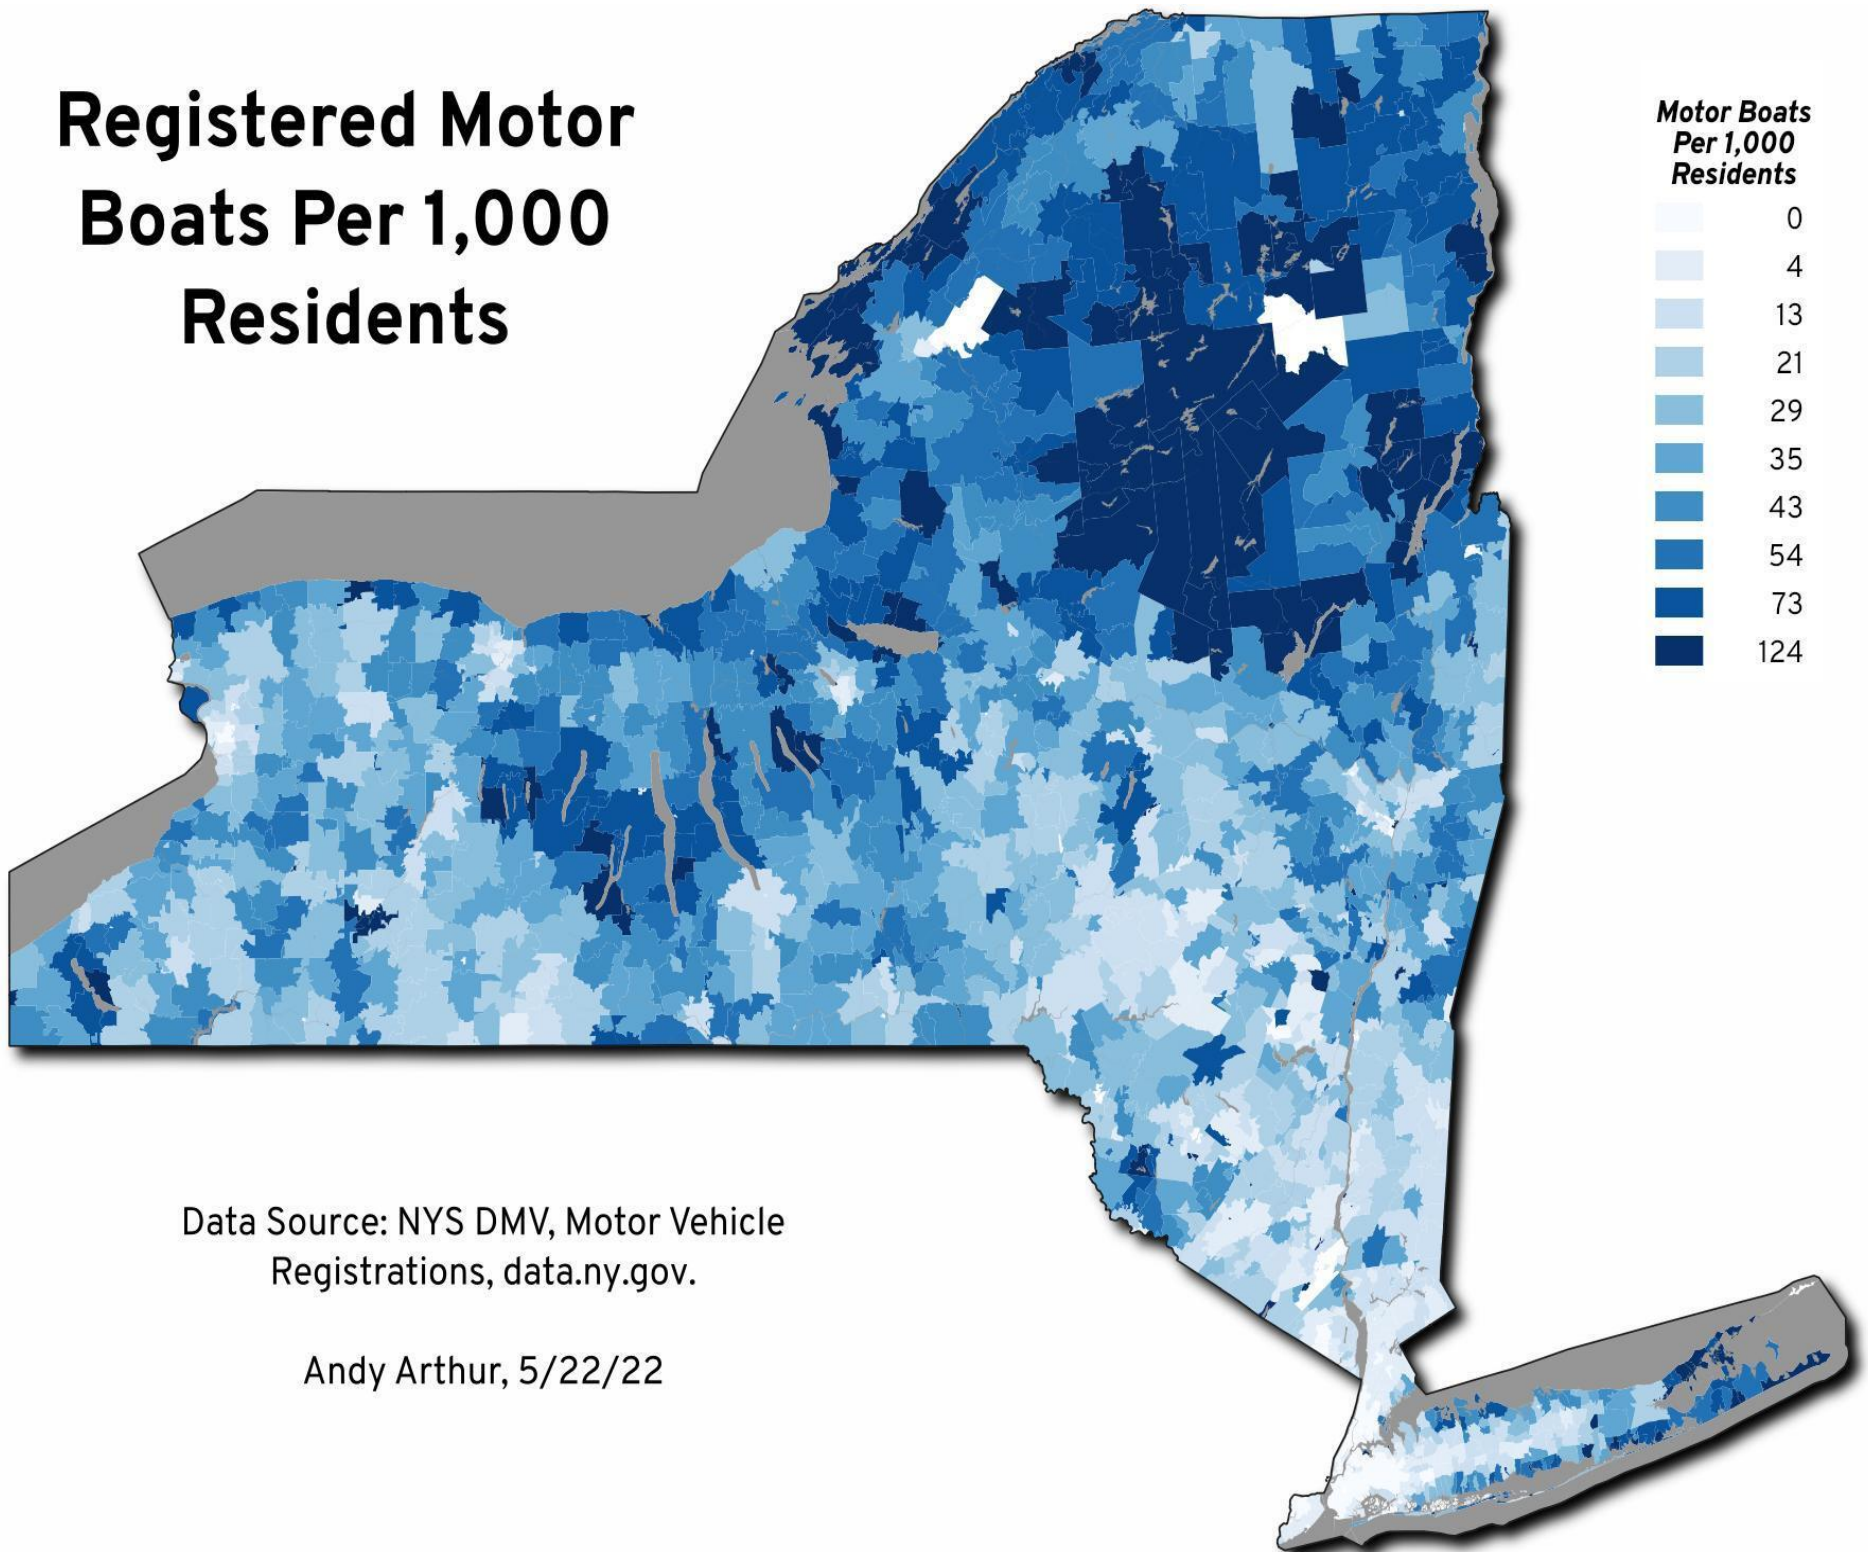 Registered Motor
Boats Per 1,000
Residents
Motor Boats
Per 1,000
Residents
0
4
13
21
29
35
43
54
73
124
Data Source: NYS DMV, Motor Vehicle
Registrations, data.ny.gov.
Andy Arthur, 5/22/22